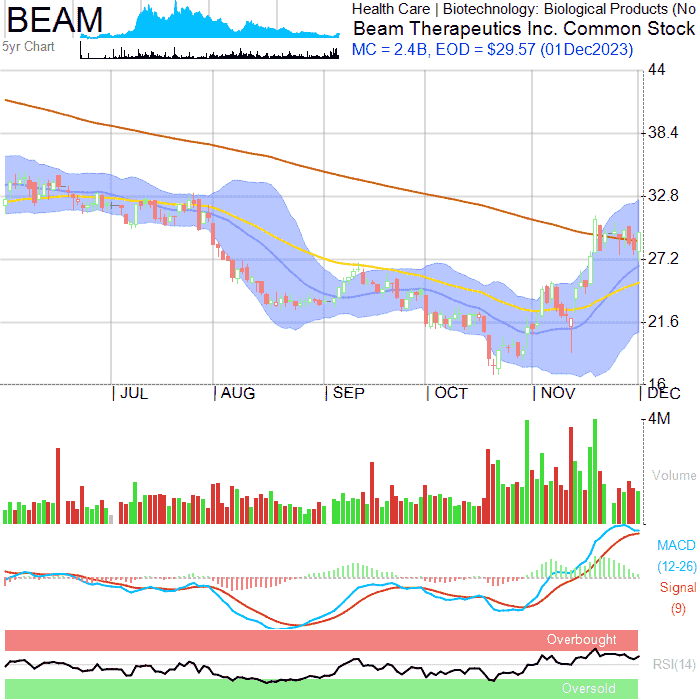 BEAM
5yr Chart
Health Care | Biotechnology: Biological Products (No
Beam Therapeutics Inc. Common Stock
MC = 2.4B, EOD = $29.57 (01Dec2023)
44
38.4
32.8
27.2
21.6
16
JUL
AUG
SEP
OCT
NOV
DEC
4M
Volume
MACD
(12-26)
Signal
(9)
Overbought
RSI(14)
Oversold